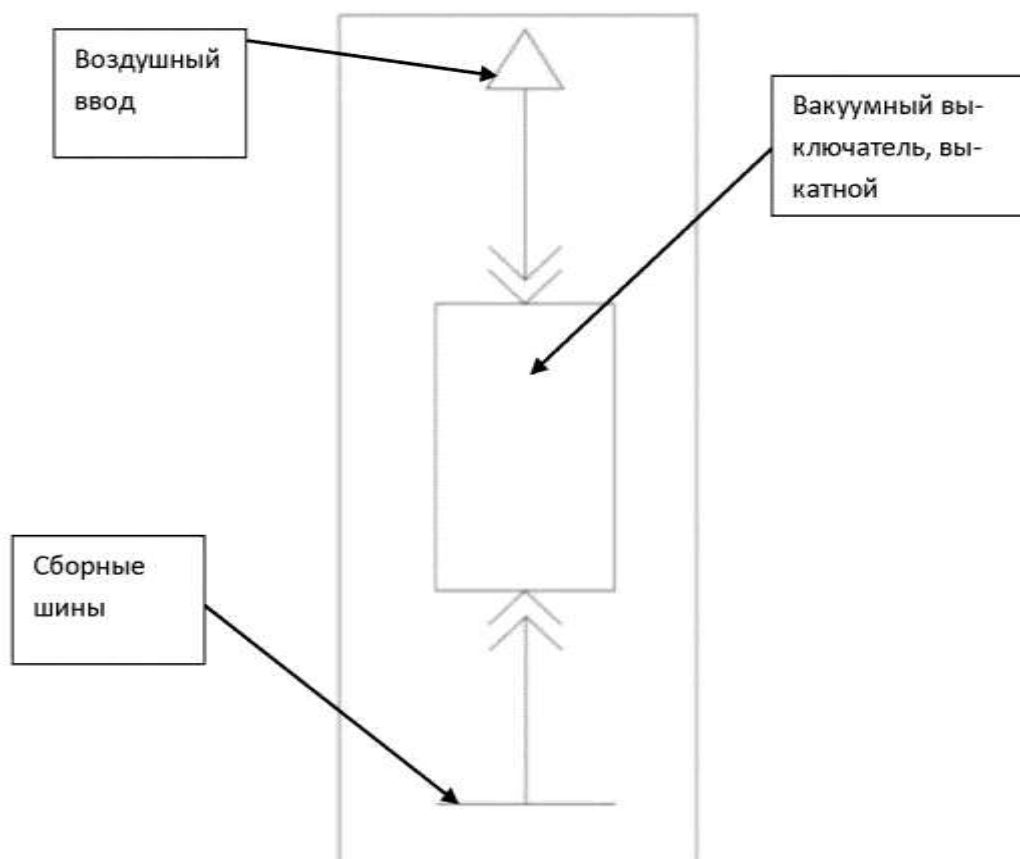 Воздушный
ввод
Вакуумный вы-
ключатель, вы-
катной
Сборные
шины